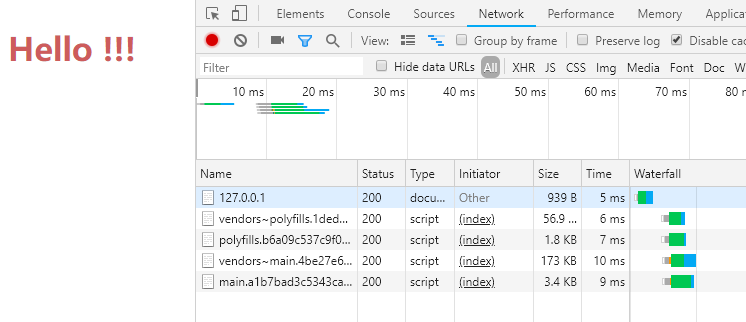 Hello !!!
Elements Console Sources Network Performance Memory Applicati
View: Group by frame Preserve log Disable cac
Filter Hide data URLs All XHR JS CSS Img Media Font Doc W
10 ms 20 ms 30 ms 40 ms 50 ms 60 ms 70 ms 80
Name Status Type Initiator Size Time Waterfall
127.0.0.1 200 docu... Other 939 B 5 ms
vendors~polyfills.1ded... 200 script (index) 56.9 ... 6 ms
polyfills.b6a09c537c9f0... 200 script (index) 1.8 KB 7 ms
vendors~main.4be27e6... 200 script (index) 173 KB 10 ms
main.a1b7bad3c5343ca... 200 script (index) 3.4 KB 9 ms